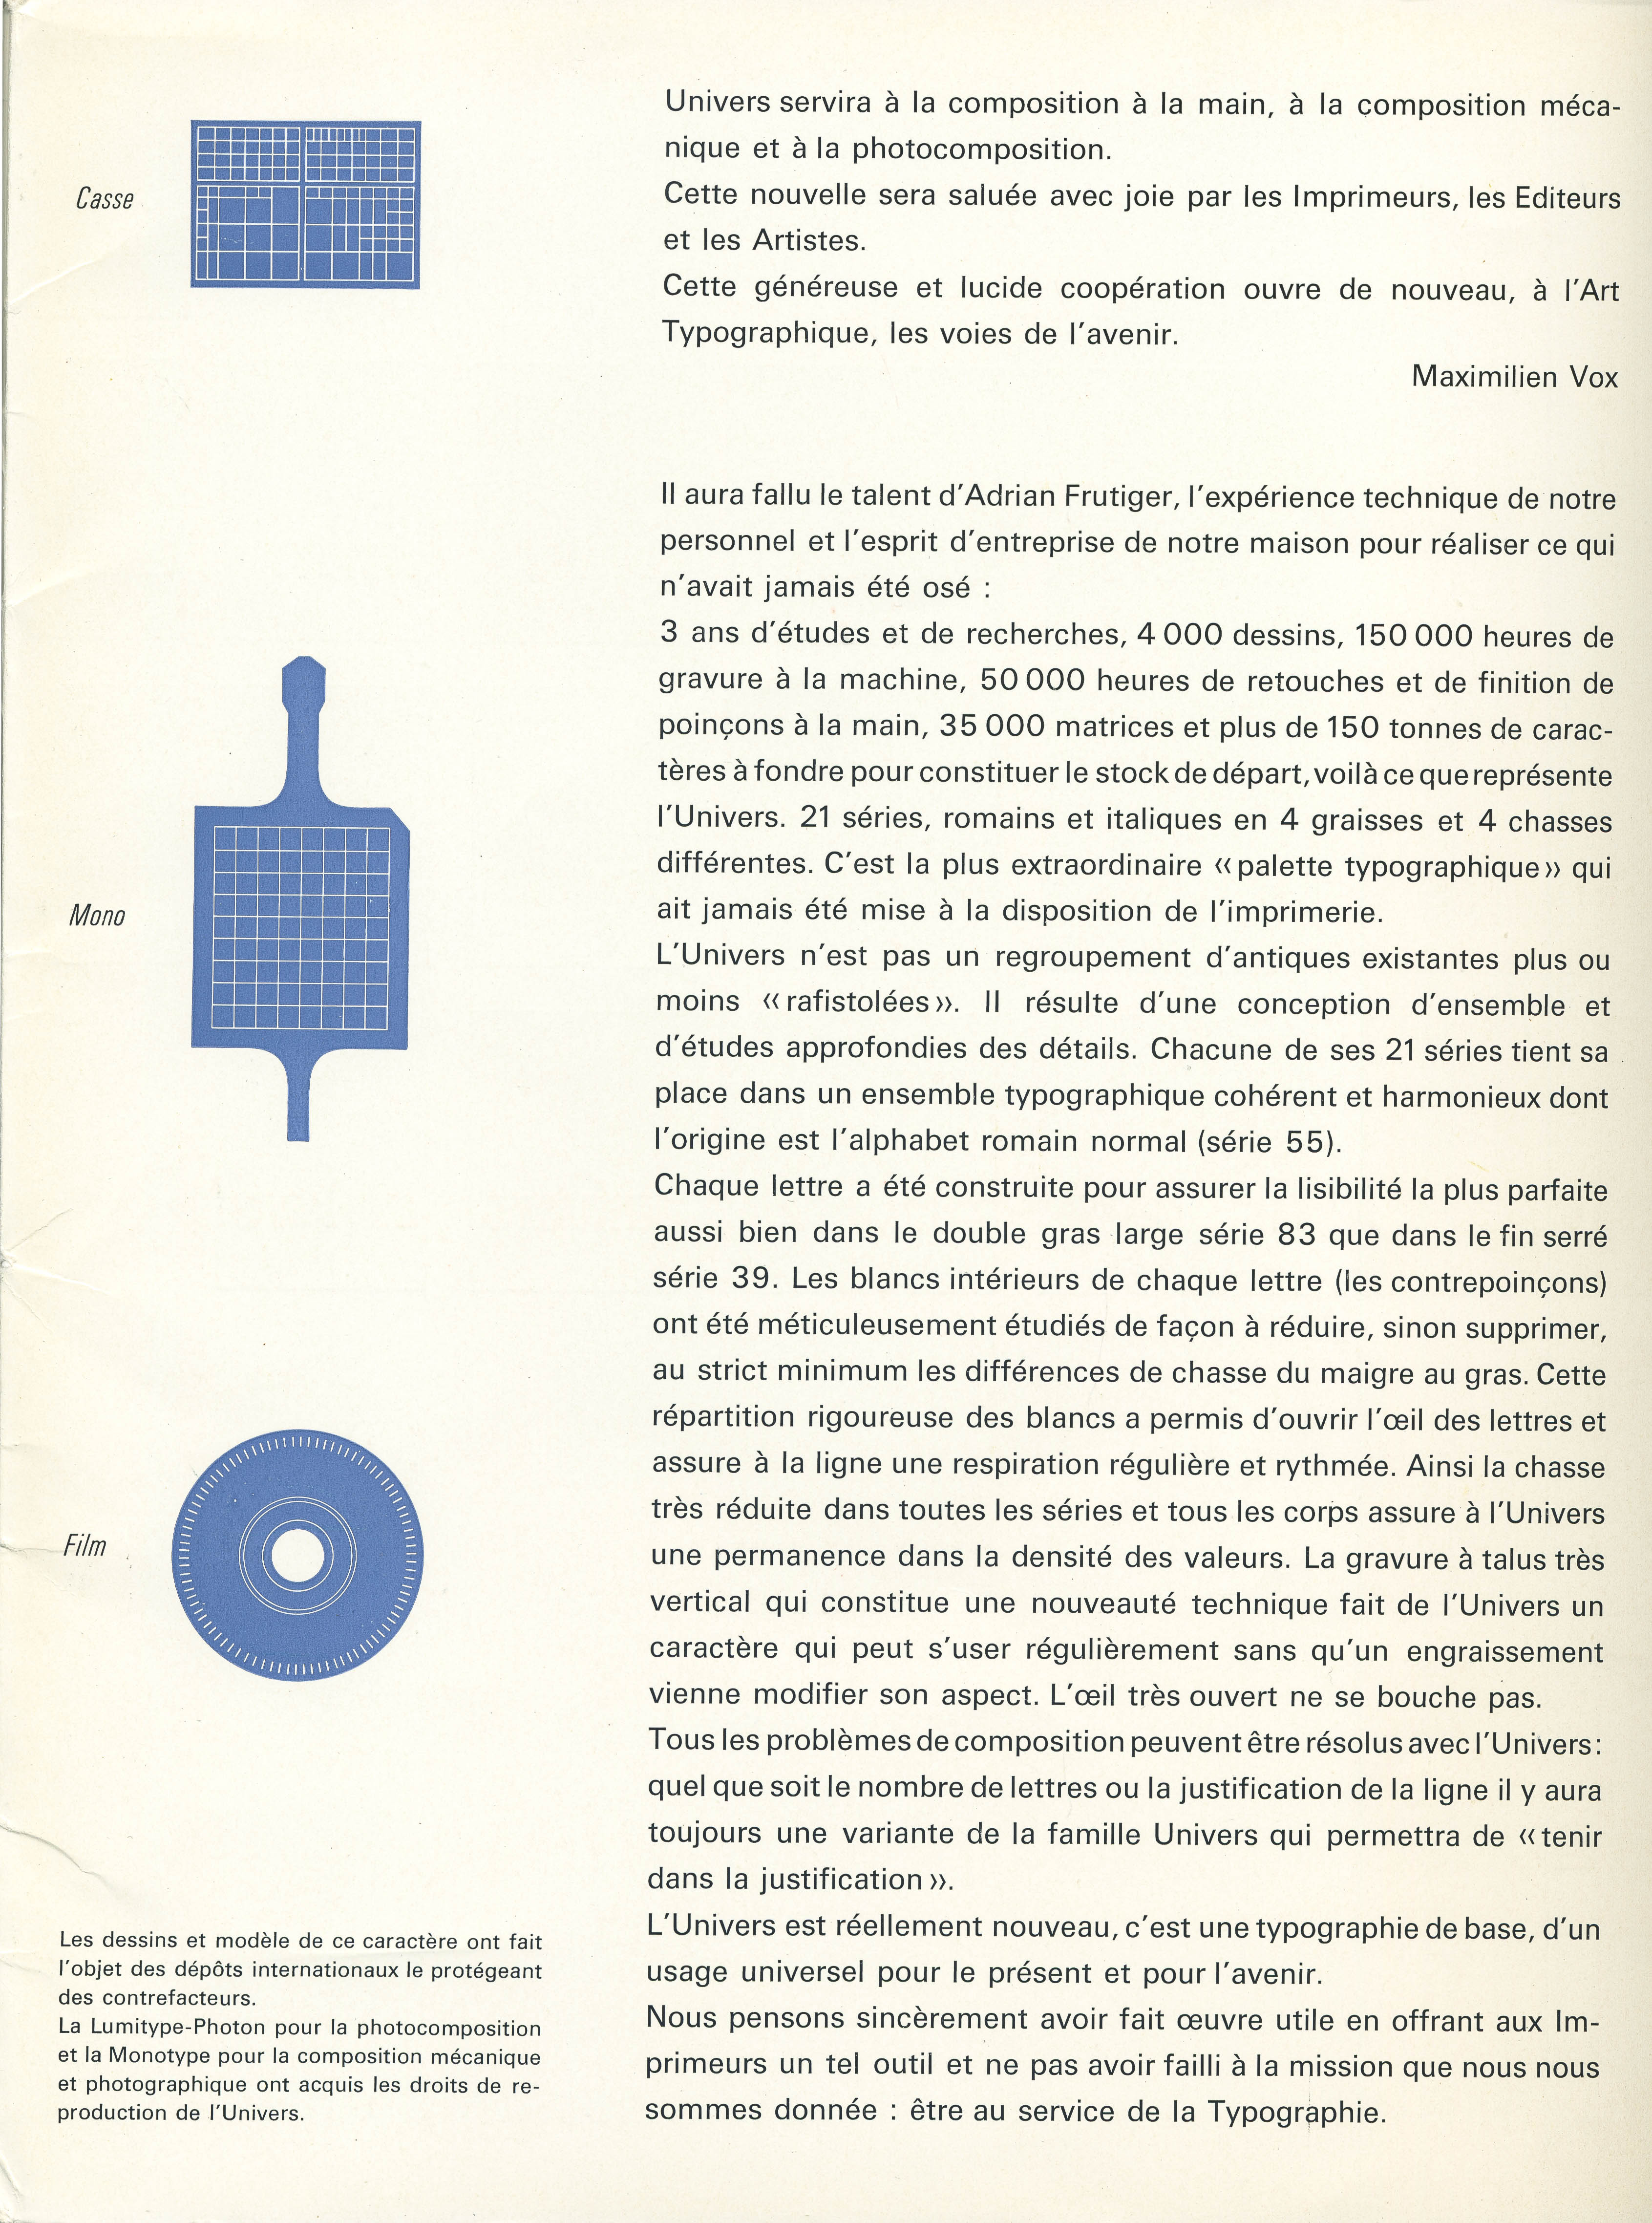 Casse
Univers servira à la composition à la main, à la composition méca-
nique et à la photocomposition.
Cette nouvelle sera saluée avec joie par les Imprimeurs, les Editeurs
et les Artistes.
Cette généreuse et lucide coopération ouvre de nouveau, à l'Art
Typographique, les voies de l'avenir.
Maximilien Vox
Il aura fallu le talent d'Adrian Frutiger, l'expérience technique de notre
personnel et l'esprit d'entreprise de notre maison pour réaliser ce qui
n'avait jamais été osé :
3 ans d'études et de recherches, 4 000 dessins, 150 000 heures de
gravure à la machine, 50 000 heures de retouches et de finition de
poinçons à la main, 35 000 matrices et plus de 150 tonnes de carac-
tères à fondre pour constituer le stock de départ, voilà ce que représente
l'Univers. 21 séries, romains et italiques en 4 graisses et 4 chasses
différentes. C'est la plus extraordinaire «palette typographique» qui
ait jamais été mise à la disposition de l'imprimerie.
L'Univers n'est pas un regroupement d'antiques existantes plus ou
moins «rafistolées». Il résulte d'une conception d'ensemble et
d'études approfondies des détails. Chacune de ses 21 séries tient sa
place dans un ensemble typographique cohérent et harmonieux dont
l'origine est l'alphabet romain normal (série 55).
Chaque lettre a été construite pour assurer la lisibilité la plus parfaite
aussi bien dans le double gras large série 83 que dans le fin serré
série 39. Les blancs intérieurs de chaque lettre (les contrepoinçons)
ont été méticuleusement étudiés de façon à réduire, sinon supprimer,
au strict minimum les différences de chasse du maigre au gras. Cette
répartition rigoureuse des blancs a permis d'ouvrir l'œil des lettres et
assure à la ligne une respiration régulière et rythmée. Ainsi la chasse
très réduite dans toutes les séries et tous les corps assure à l'Univers
une permanence dans la densité des valeurs. La gravure à talus très
vertical qui constitue une nouveauté technique fait de l'Univers un
caractère qui peut s'user régulièrement sans qu'un engraissement
vienne modifier son aspect. L'œil très ouvert ne se bouche pas.
Tous les problèmes de composition peuvent être résolus avec l'Univers:
quel que soit le nombre de lettres ou la justification de la ligne il y aura
toujours une variante de la famille Univers qui permettra de «tenir
dans la justification».
L'Univers est réellement nouveau, c'est une typographie de base, d'un
usage universel pour le présent et pour l'avenir.
Nous pensons sincèrement avoir fait œuvre utile en offrant aux Im-
primeurs un tel outil et ne pas avoir failli à la mission que nous nous
sommes donnée : être au service de la Typographie.
Mono
Film
Les dessins et modèle de ce caractère ont fait
l'objet des dépôts internationaux le protégeant
des contrefacteurs.
La Lumitype-Photon pour la photocomposition
et la Monotype pour la composition mécanique
et photographique ont acquis les droits de re-
production de l'Univers.